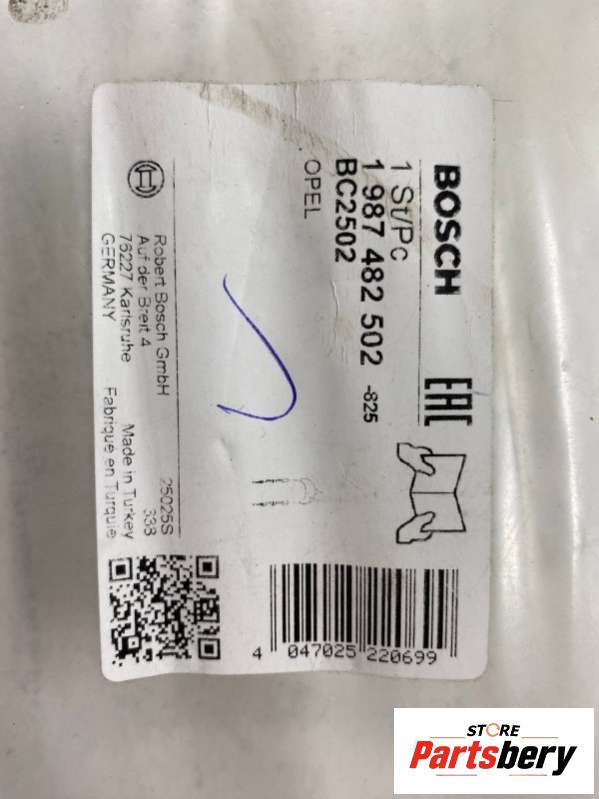 BOSCH
EAC
1 St/Pc
1 987 482 502 -825
BC2502
OPEL
Robert Bosch GmbH
Auf der Breit 4
76227 Karlsruhe
GERMANY
25025S
338
Made in Turkey
Fabriqué en Turquie
4 047025 220699
STORE
Partsbery